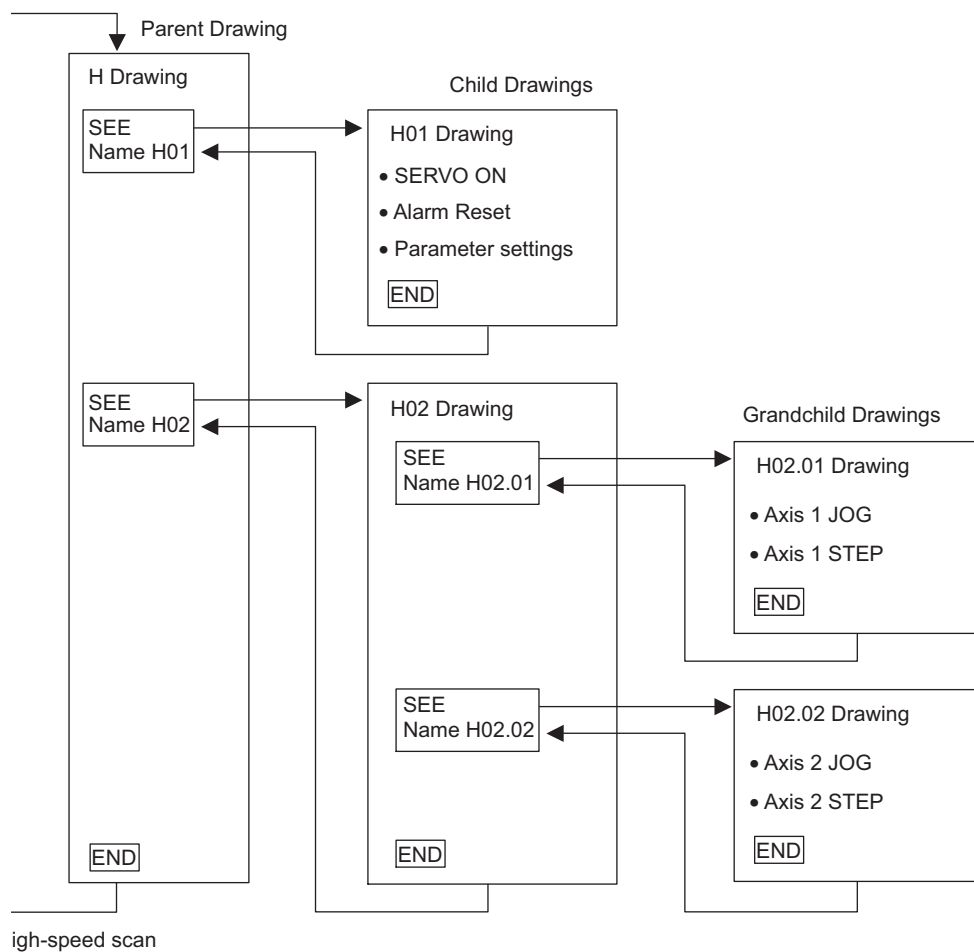 Parent Drawing
H Drawing
SEE
Name H01
Child Drawings
H01 Drawing
• SERVO ON
• Alarm Reset
• Parameter settings
END
SEE
Name H02
H02 Drawing
SEE
Name H02.01
Grandchild Drawings
H02.01 Drawing
• Axis 1 JOG
• Axis 1 STEP
END
SEE
Name H02.02
H02.02 Drawing
• Axis 2 JOG
• Axis 2 STEP
END
END
END
igh-speed scan